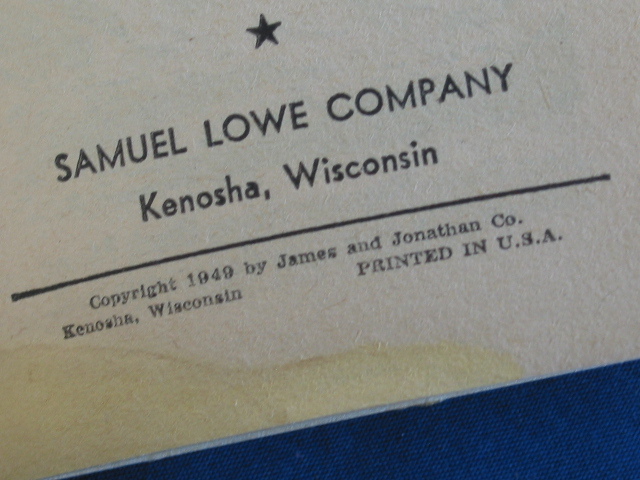 SAMUEL LOWE COMPANY
Kenosha, Wisconsin
Copyright 1949 by James and Jonathan Co.
Kenosha, Wisconsin PRINTED IN U.S.A.